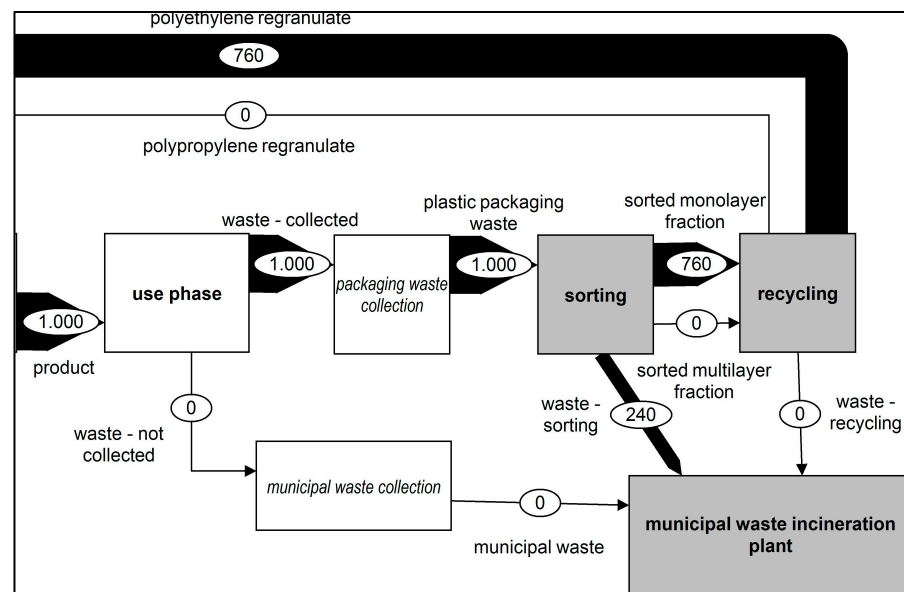 polyethylene regranulate
760
0
polypropylene regranulate
waste - collected
plastic packaging
waste
sorted monolayer
fraction
1.000
use phase
1.000
packaging waste
collection
1.000
sorting
760
recycling
0
product
sorted multilayer
fraction
0
waste - not
collected
waste -
sorting
240
0
waste -
recycling
municipal waste collection
0
municipal waste
municipal waste incineration
plant